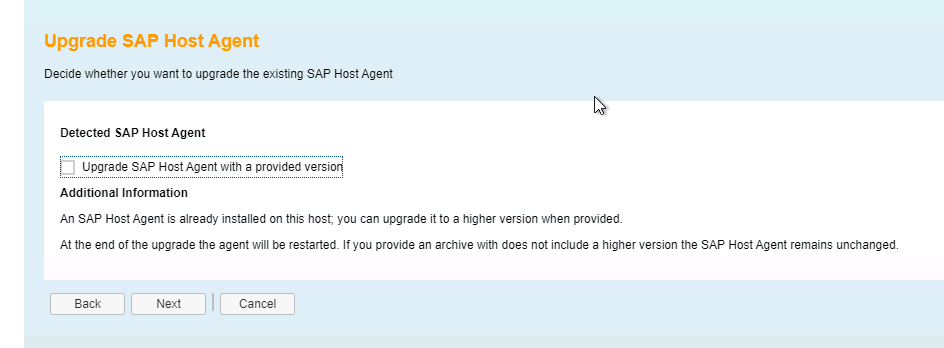 Upgrade SAP Host Agent
Decide whether you want to upgrade the existing SAP Host Agent
Detected SAP Host Agent
Upgrade SAP Host Agent with a provided version
Additional Information
An SAP Host Agent is already installed on this host; you can upgrade it to a higher version when provided.
At the end of the upgrade the agent will be restarted. If you provide an archive with does not include a higher version the SAP Host Agent remains unchanged.
Back Next Cancel